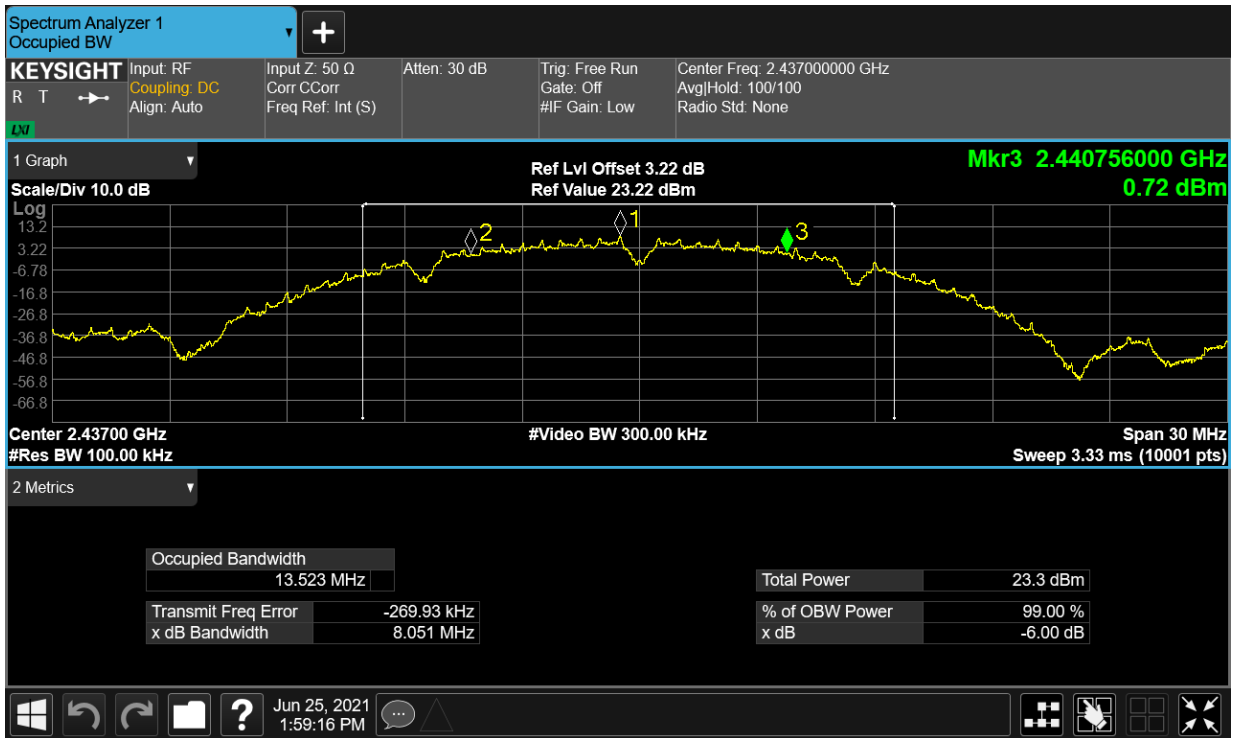 Spectrum Analyzer 1
Occupied BW
+
KEYSIGHT
R T
LXI
Input: RF
Coupling: DC
Align: Auto
Input Z: 50 Ω
Corr CCorr
Freq Ref: Int (S)
Atten: 30 dB
Trig: Free Run
Gate: Off
#IF Gain: Low
Center Freq: 2.437000000 GHz
Avg|Hold: 100/100
Radio Std: None
1 Graph
Scale/Div 10.0 dB
Ref Lvl Offset 3.22 dB
Ref Value 23.22 dBm
Mkr3 2.440756000 GHz
0.72 dBm
Log
13.2
3.22
-6.78
-16.8
-26.8
-36.8
-46.8
-56.8
-66.8
2
1
3
Center 2.43700 GHz
#Video BW 300.00 kHz
Span 30 MHz
#Res BW 100.00 kHz
Sweep 3.33 ms (10001 pts)
2 Metrics
Occupied Bandwidth
13.523 MHz
Transmit Freq Error -269.93 kHz
x dB Bandwidth 8.051 MHz
Total Power 23.3 dBm
% of OBW Power 99.00 %
x dB -6.00 dB
?
Jun 25, 2021
1:59:16 PM